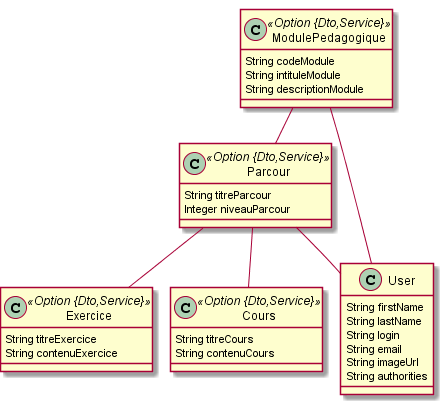 C
«Option {Dto,Service}»
ModulePedagogique
String codeModule
String intituleModule
String descriptionModule
C
«Option {Dto,Service}»
Parcour
String titreParcour
Integer niveauParcour
C
«Option {Dto,Service}»
Exercice
String titreExercice
String contenuExercice
C
«Option {Dto,Service}»
Cours
String titreCours
String contenuCours
C
User
String firstName
String lastName
String login
String email
String imageUrl
String authorities